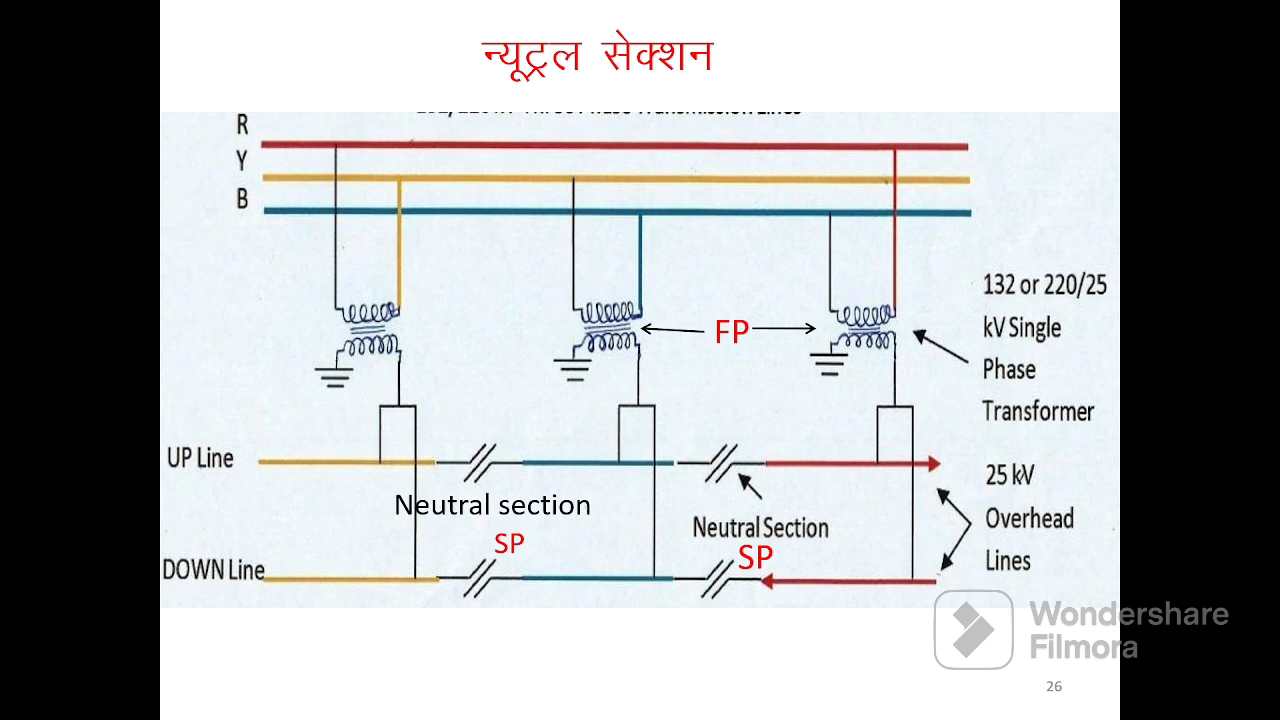 न्यूट्रल सेक्शन
R
Y
B
132 or 220/25
kV Single
Phase
Transformer
FP
UP Line
25 kV
Overhead
Lines
Neutral section
SP
Neutral Section
SP
DOWN Line
Wondershare
Filmora
26